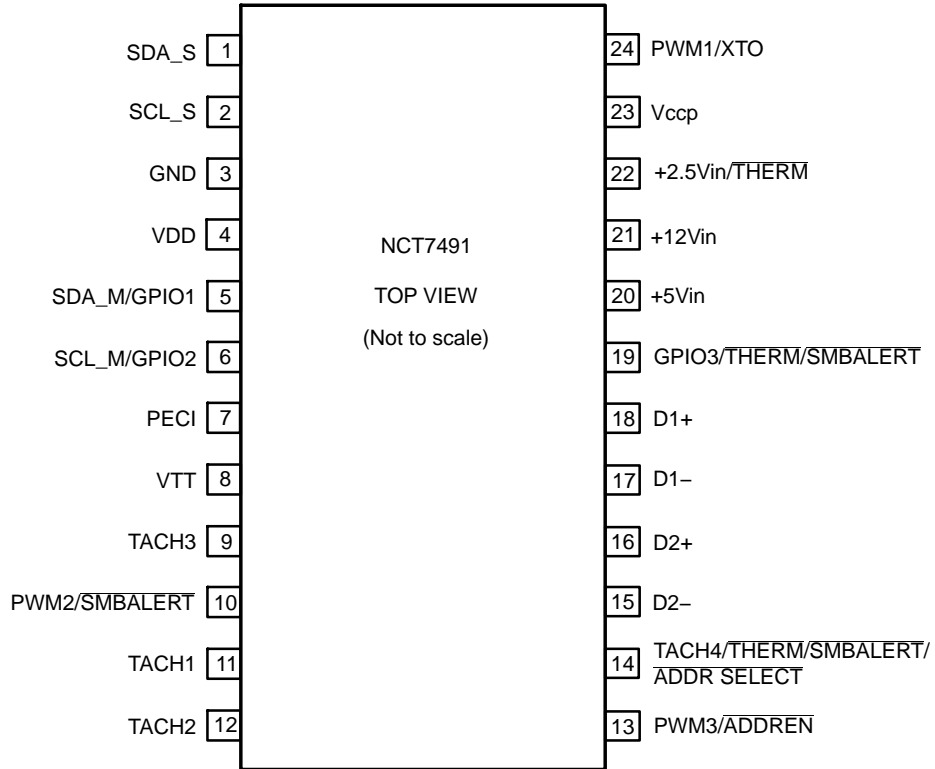 SDA_S 1
SCL_S 2
GND 3
VDD 4
SDA_M/GPIO1 5
SCL_M/GPIO2 6
PECI 7
VTT 8
TACH3 9
PWM2/SMBALERT 10
TACH1 11
TACH2 12
NCT7491
TOP VIEW
(Not to scale)
24 PWM1/XTO
23 Vccp
22 +2.5Vin/THERM
21 +12Vin
20 +5Vin
19 GPIO3/THERM/SMBALERT
18 D1+
17 D1−
16 D2+
15 D2−
14 TACH4/THERM/SMBALERT/
ADDR SELECT
13 PWM3/ADDREN